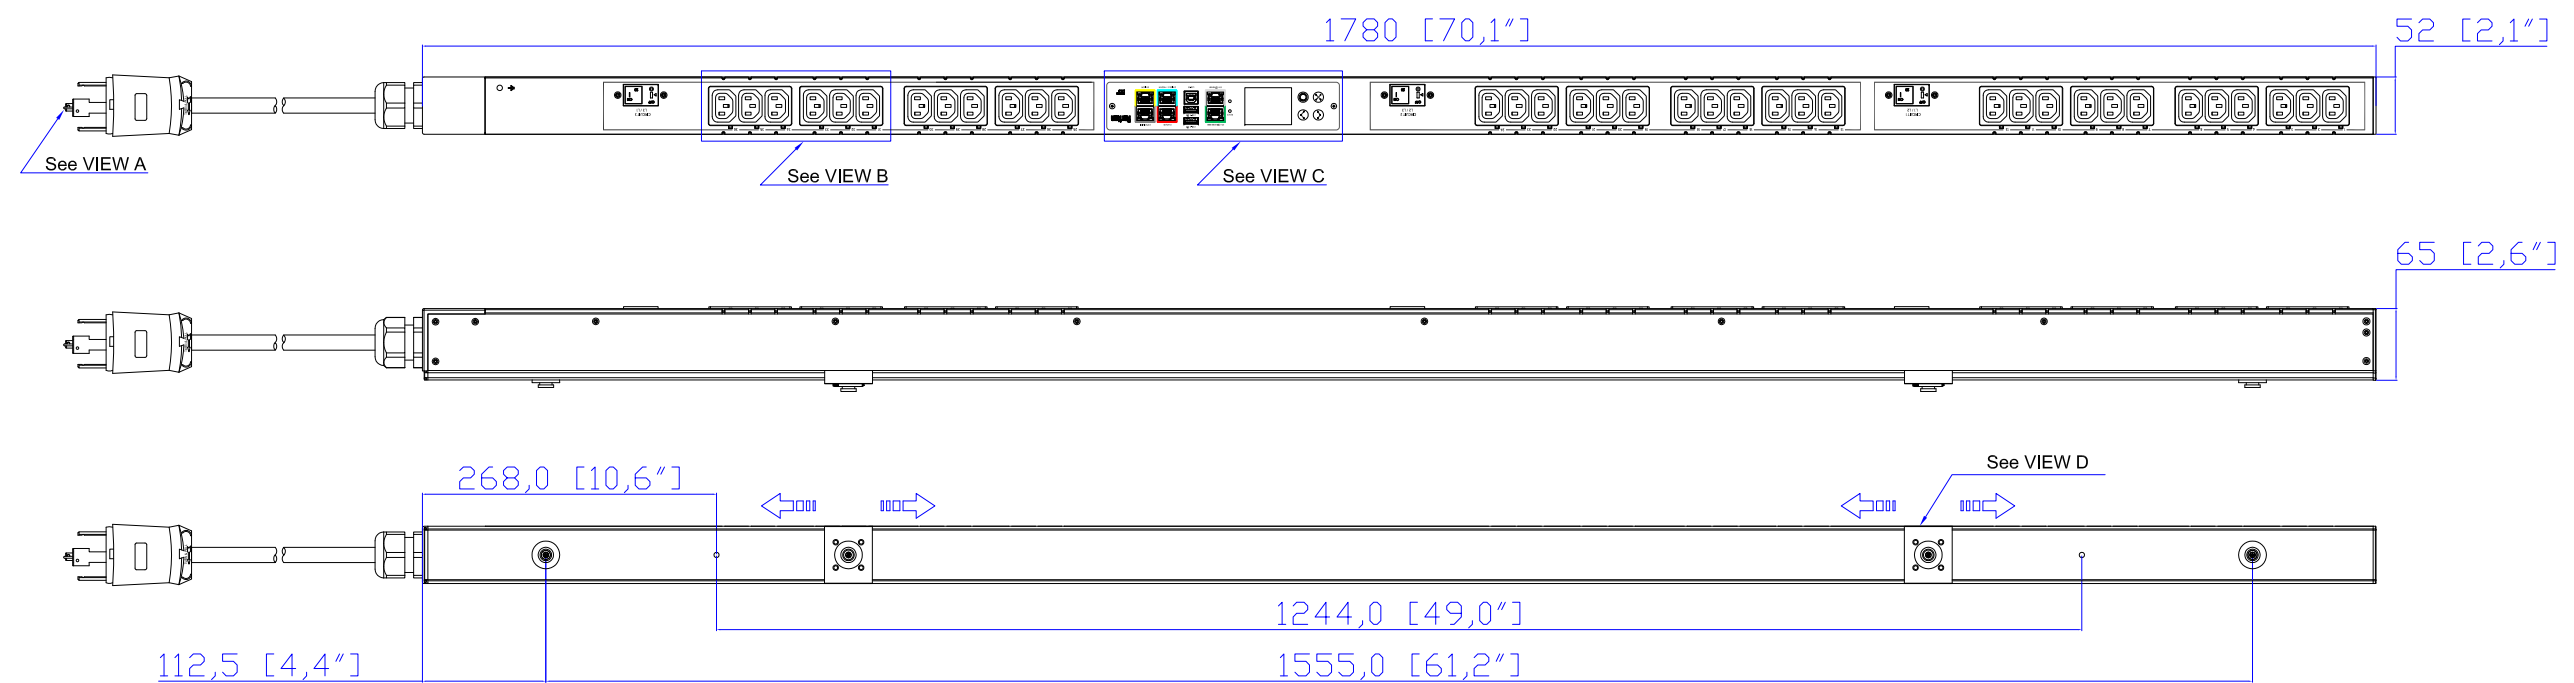 1780 [70,1″]
52 [2,1″]
See VIEW A
See VIEW B
See VIEW C
65 [2,6″]
268,0 [10,6″]
See VIEW D
1244,0 [49,0″]
112,5 [4,4″]
1555,0 [61,2″]